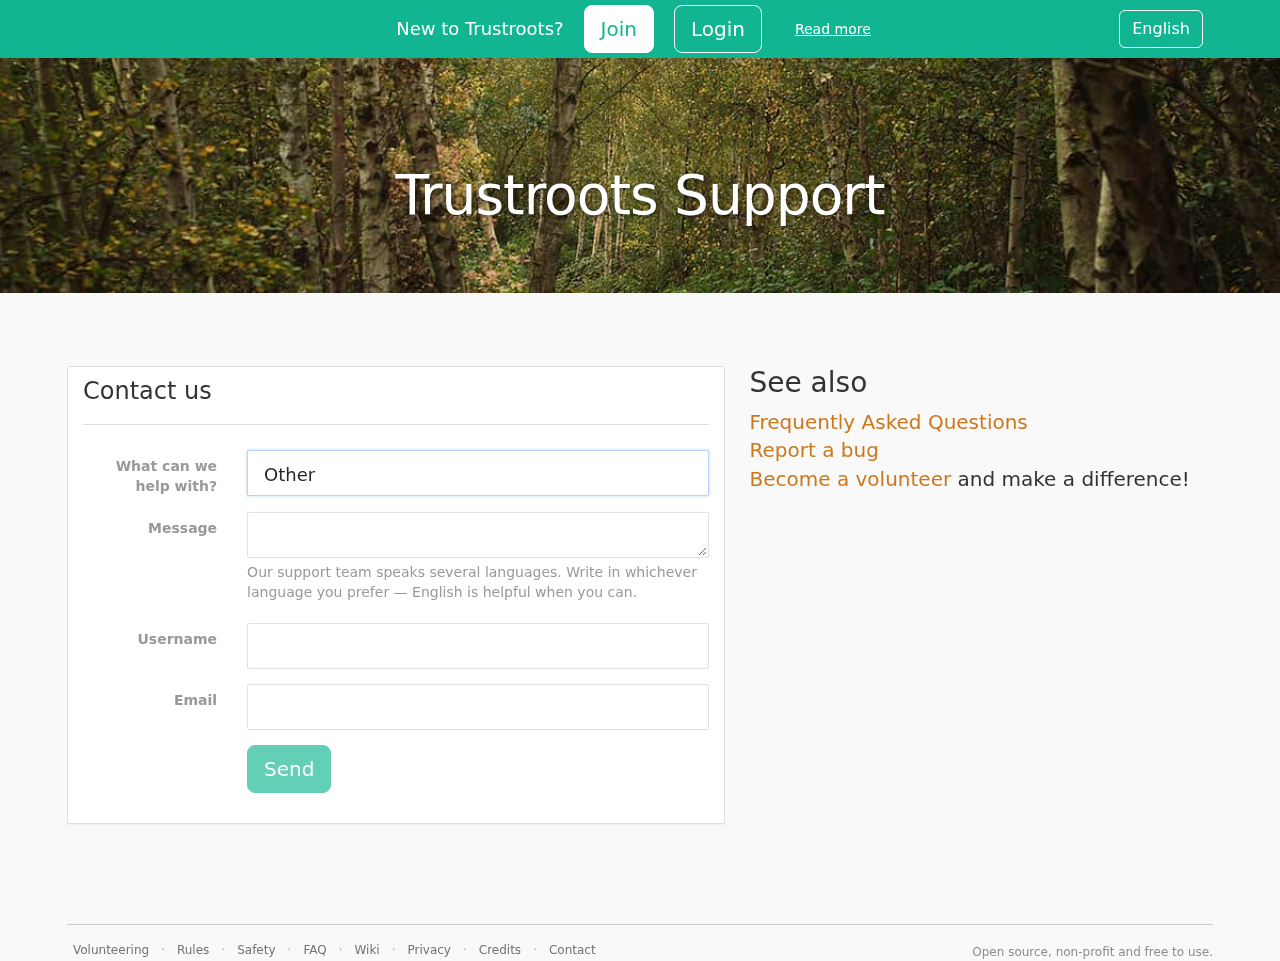 New to Trustroots? Join Login Read more English
Trustroots Support
Contact us
What can we
help with?
Other
Message
Our support team speaks several languages. Write in whichever
language you prefer — English is helpful when you can.
Username
Email
Send
See also
Frequently Asked Questions
Report a bug
Become a volunteer and make a difference!
Volunteering · Rules · Safety · FAQ · Wiki · Privacy · Credits · Contact
Open source, non-profit and free to use.